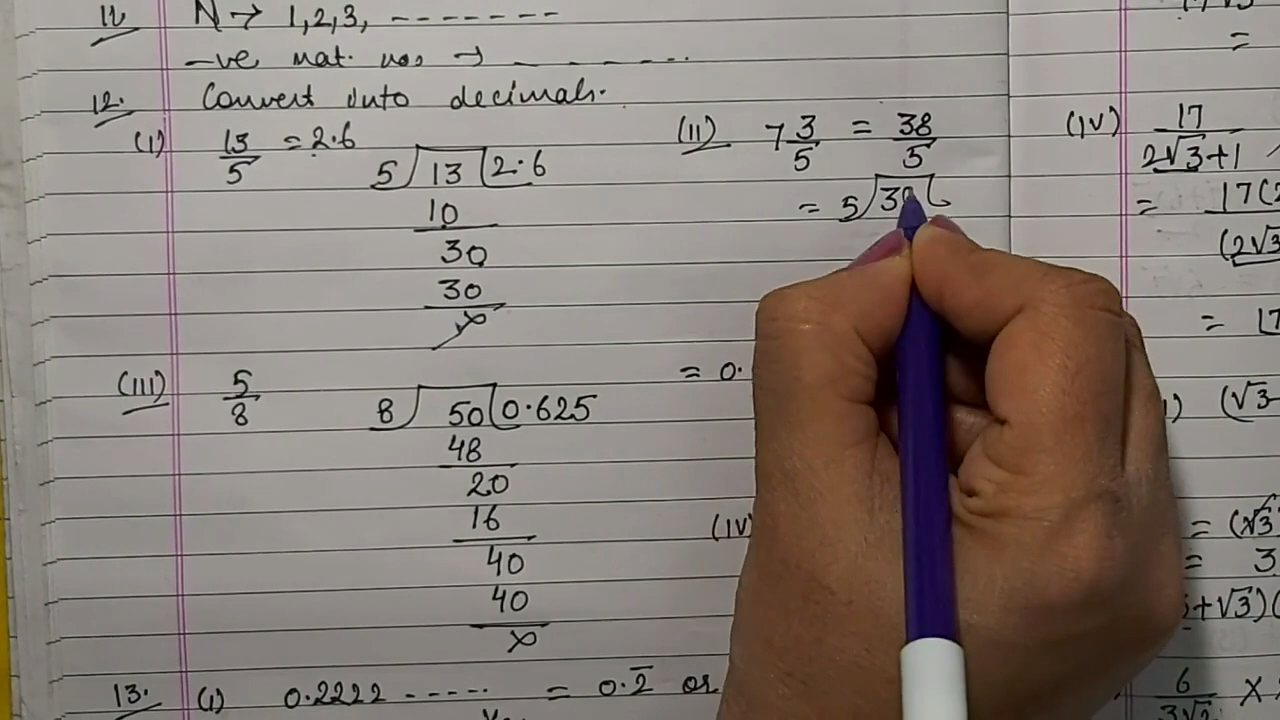 11. N → 1,2,3, -------
-ve nat. nos → -------
12. Convert into decimals.
(I) 13/5 = 2.6
5) 13 (2.6
10
30
30
×
(II) 7 3/5 = 38/5
= 5)
(III) 5/8
8) 50 (0.625
48
20
16
40
40
×
= 0.
(IV)
13. (I) 0.2222 ----- = 0.2̅ or
(IV) 17/2√3+1
= 17(2
(2√3
= 17
(√3-
= (√3
= 3
+√3)(
6/3√2 ×